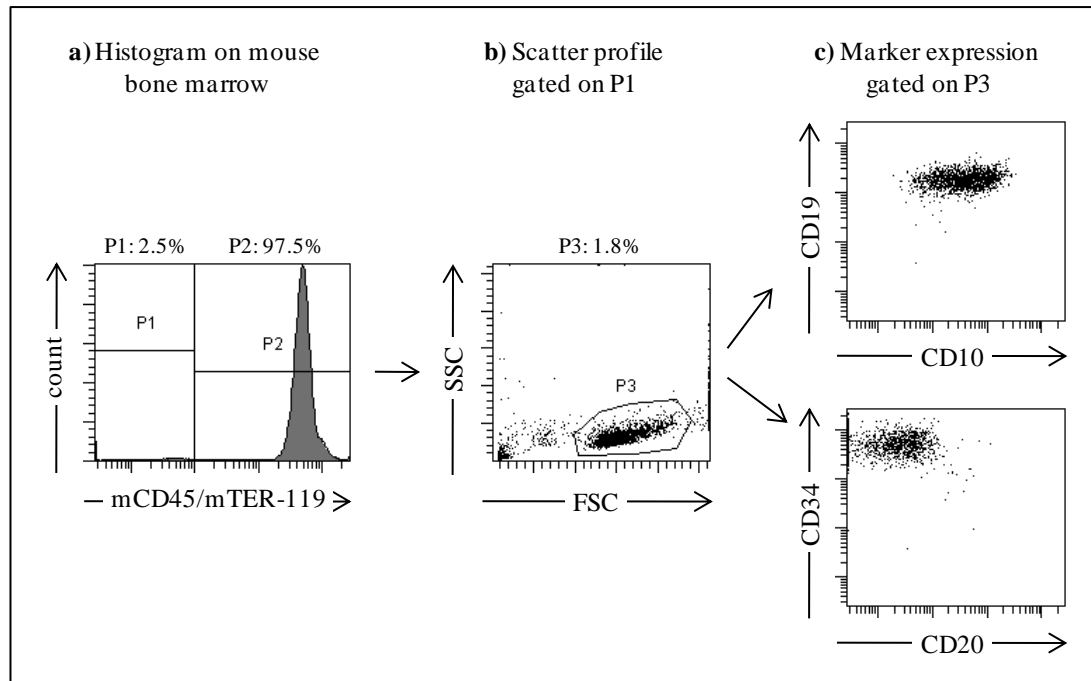 a) Histogram on mouse
bone marrow
b) Scatter profile
gated on P1
c) Marker expression
gated on P3
P1: 2.5%
P2: 97.5%
P1
P2
count
mCD45/mTER-119
P3: 1.8%
P3
SSC
FSC
CD19
CD10
CD34
CD20